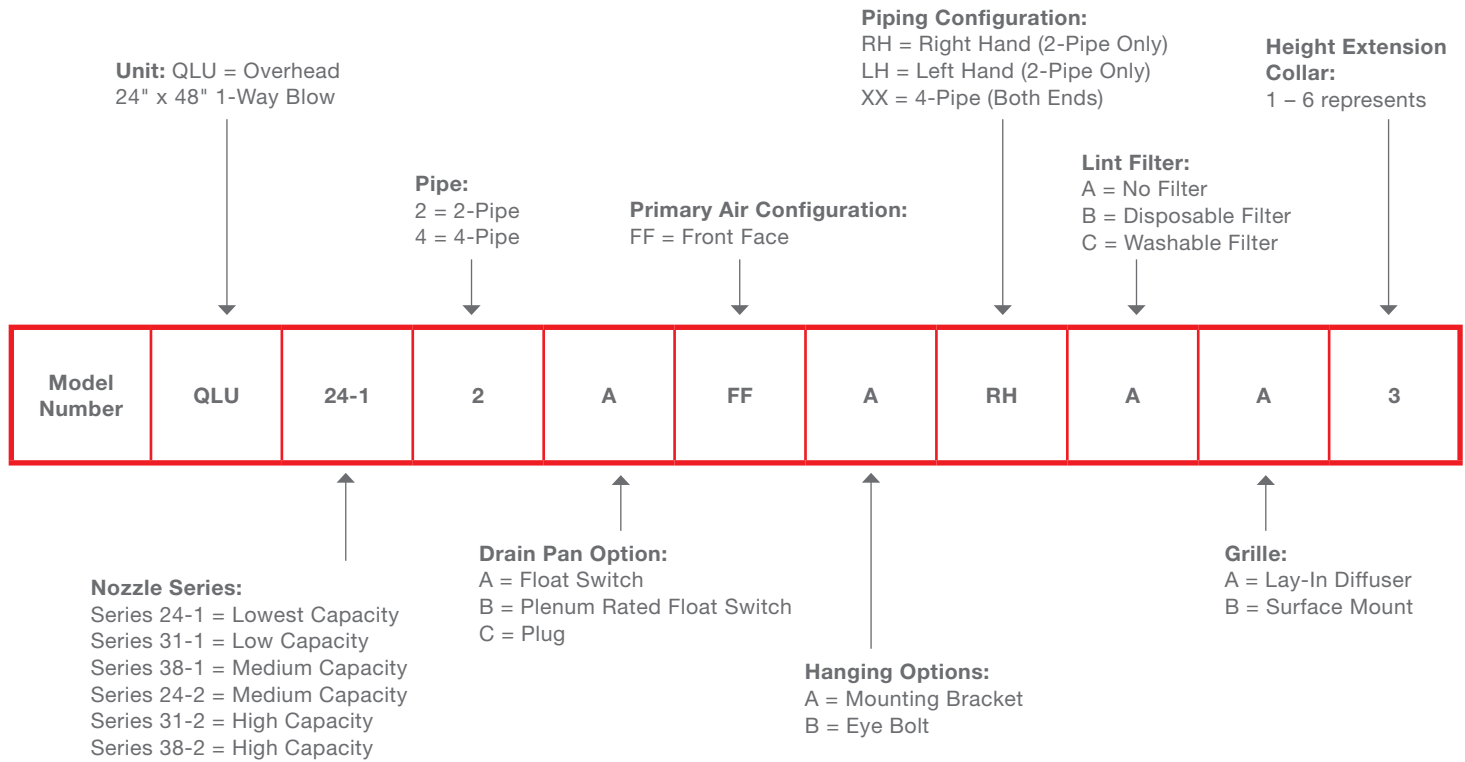 Unit: QLU = Overhead
24" x 48" 1-Way Blow
Pipe:
2 = 2-Pipe
4 = 4-Pipe
Primary Air Configuration:
FF = Front Face
Piping Configuration:
RH = Right Hand (2-Pipe Only)
LH = Left Hand (2-Pipe Only)
XX = 4-Pipe (Both Ends)
Lint Filter:
A = No Filter
B = Disposable Filter
C = Washable Filter
Height Extension
Collar:
1 – 6 represents
Model
Number
QLU
24-1
2
A
FF
A
RH
A
A
3
Nozzle Series:
Series 24-1 = Lowest Capacity
Series 31-1 = Low Capacity
Series 38-1 = Medium Capacity
Series 24-2 = Medium Capacity
Series 31-2 = High Capacity
Series 38-2 = High Capacity
Drain Pan Option:
A = Float Switch
B = Plenum Rated Float Switch
C = Plug
Hanging Options:
A = Mounting Bracket
B = Eye Bolt
Grille:
A = Lay-In Diffuser
B = Surface Mount